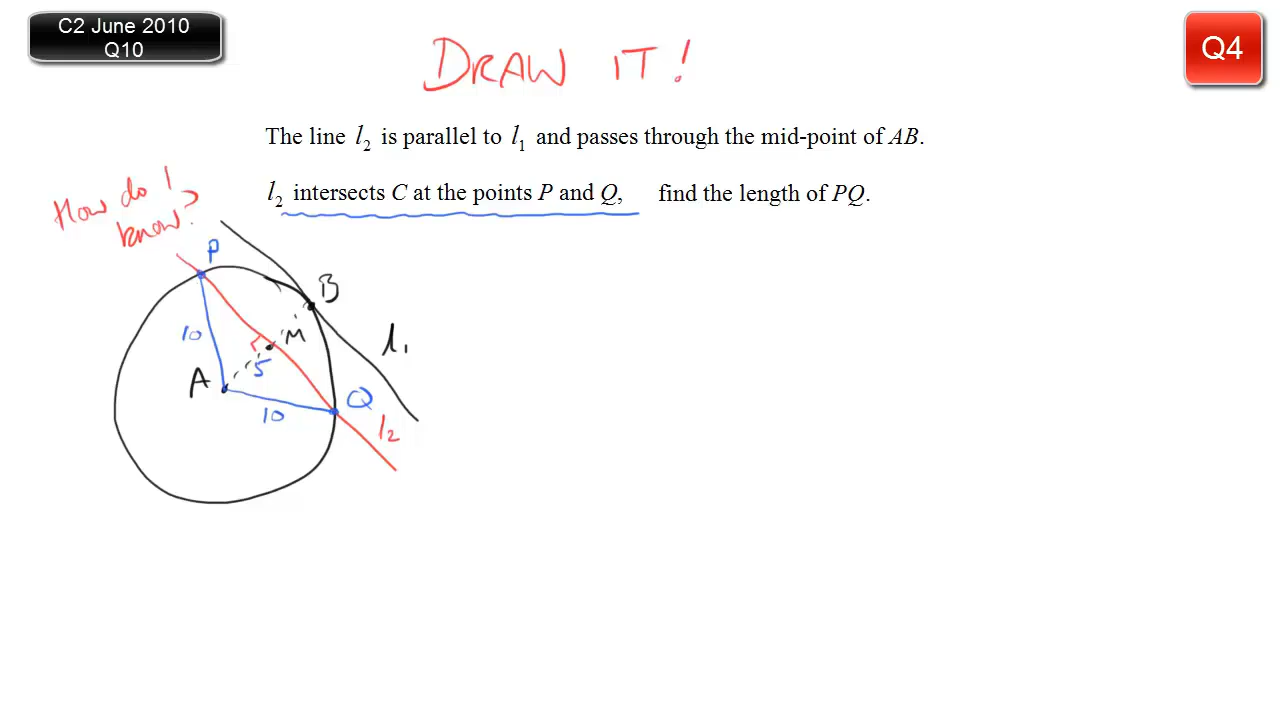 C2 June 2010
Q10
DRAW IT!
Q4
The line l₂ is parallel to l₁ and passes through the mid-point of AB.
l₂ intersects C at the points P and Q, find the length of PQ.
How do I
know?
P
B
10
M
l₁
A
5
Q
10
l₂